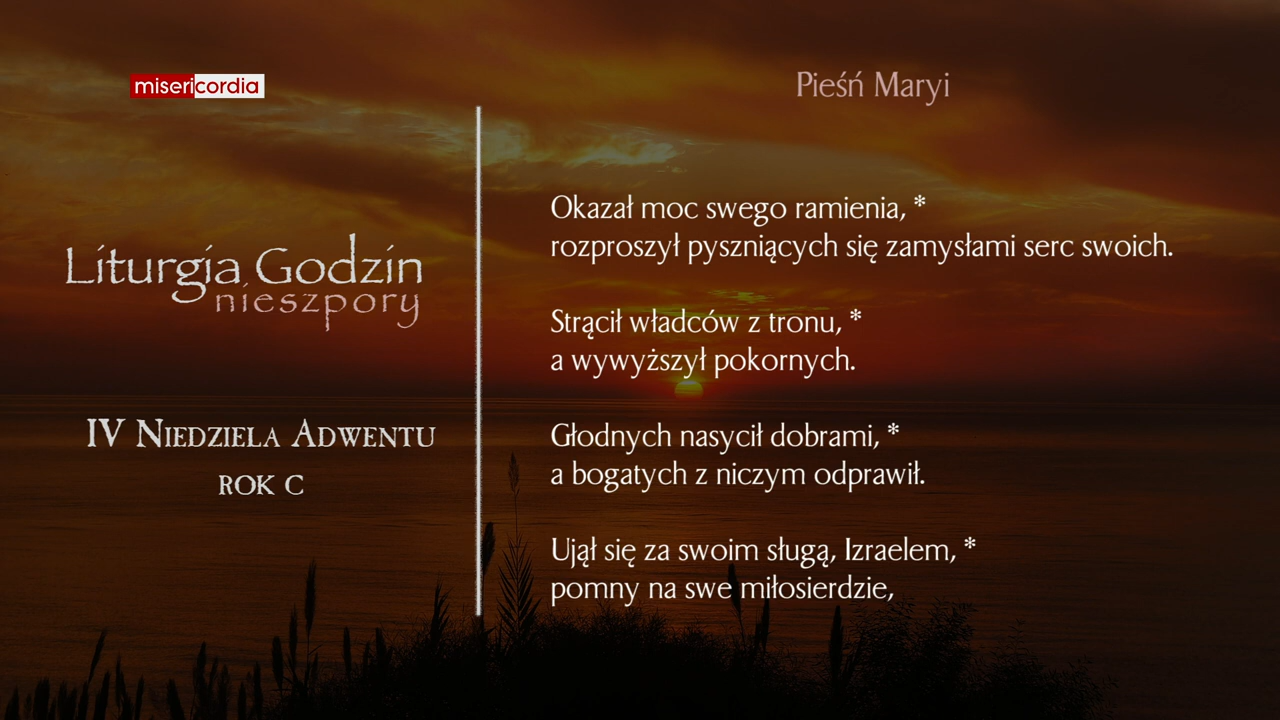 misericordia
Liturgia Godzin
nieszpory
IV Niedziela Adwentu
rok C
Pieśń Maryi
Okazał moc swego ramienia, *
rozproszył pyszniących się zamysłami serc swoich.
Strącił władców z tronu, *
a wywyższył pokornych.
Głodnych nasycił dobrami, *
a bogatych z niczym odprawił.
Ujął się za swoim sługą, Izraelem, *
pomny na swe miłosierdzie,